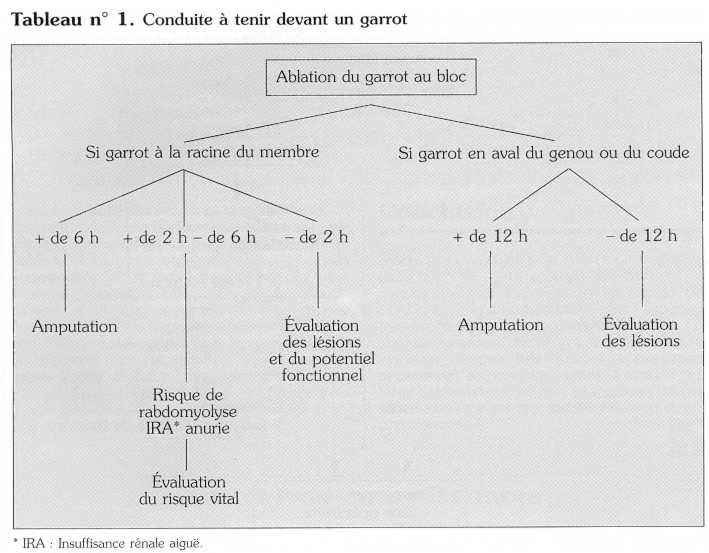 Tableau n° 1. Conduite à tenir devant un garrot
Ablation du garrot au bloc
Si garrot à la racine du membre
Si garrot en aval du genou ou du coude
+ de 6 h
+ de 2 h – de 6 h
– de 2 h
+ de 12 h
– de 12 h
Amputation
Évaluation
des lésions
et du potentiel
fonctionnel
Amputation
Évaluation
des lésions
Risque de
rabdomyolyse
IRA* anurie
Évaluation
du risque vital
* IRA : Insuffisance rénale aiguë.